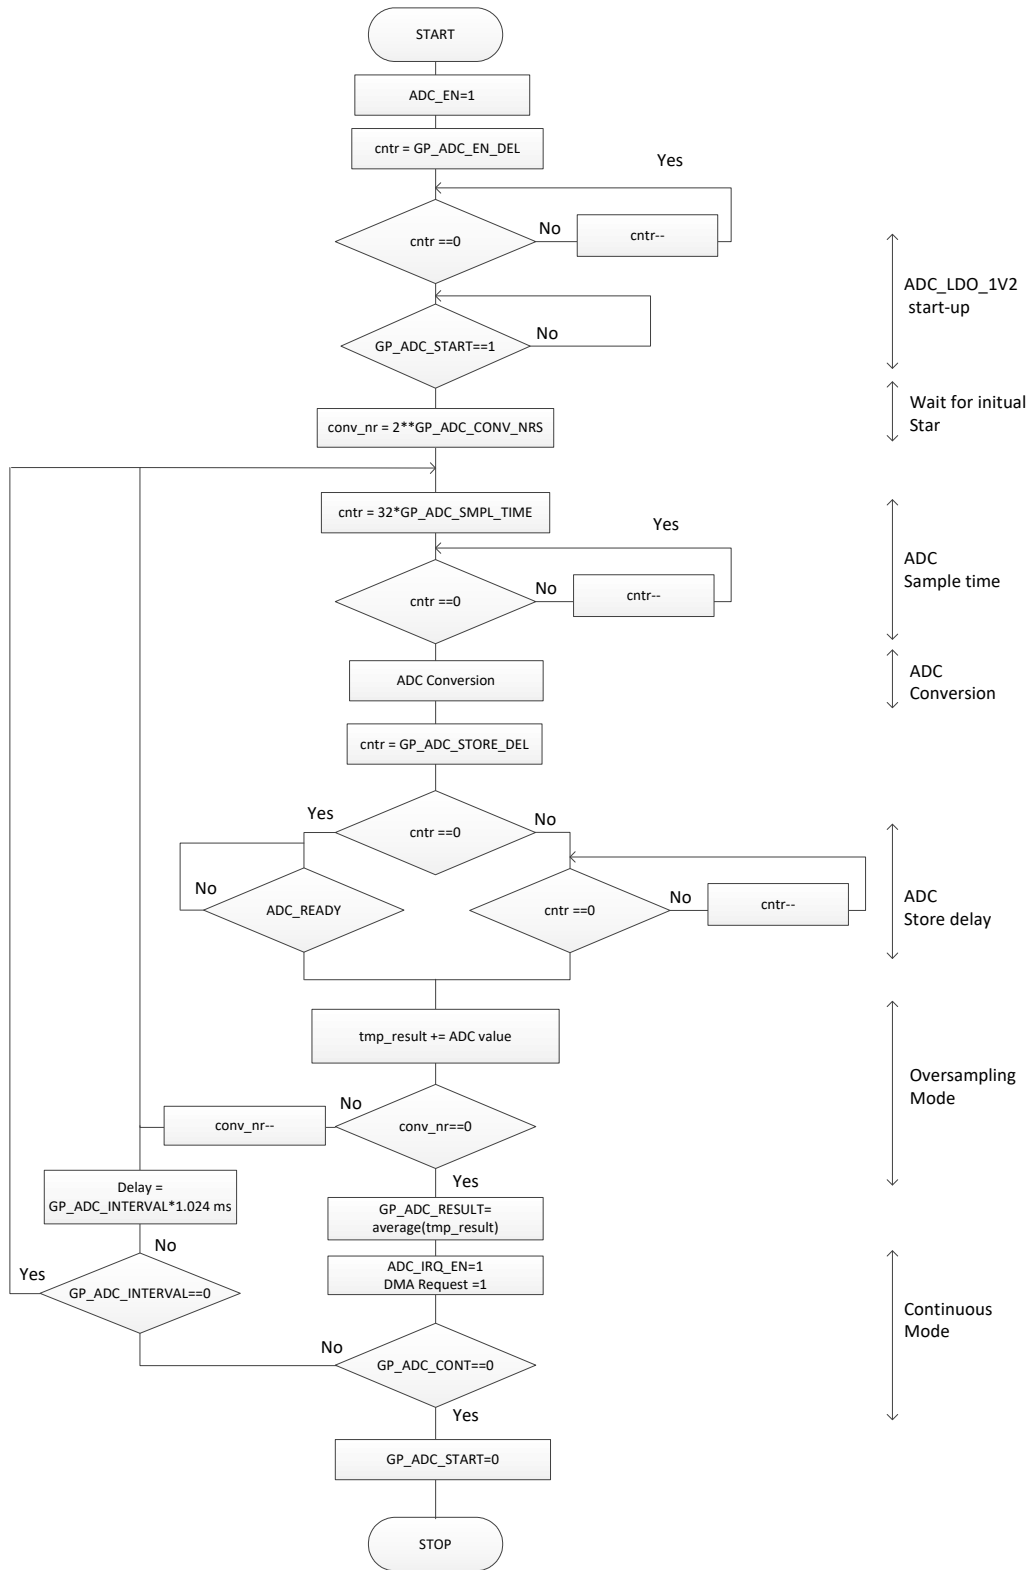 START
ADC_EN=1
cntr = GP_ADC_EN_DEL
Yes
cntr ==0
No
cntr--
ADC_LDO_1V2
start-up
GP_ADC_START==1
No
Wait for initual
Star
conv_nr = 2**GP_ADC_CONV_NRS
cntr = 32*GP_ADC_SMPL_TIME
Yes
cntr ==0
No
cntr--
ADC
Sample time
ADC Conversion
ADC
Conversion
cntr = GP_ADC_STORE_DEL
Yes
cntr ==0
No
No
ADC_READY
cntr ==0
No
cntr--
ADC
Store delay
tmp_result += ADC value
Oversampling
Mode
conv_nr--
No
conv_nr==0
Yes
Delay =
GP_ADC_INTERVAL*1.024 ms
GP_ADC_RESULT=
average(tmp_result)
No
ADC_IRQ_EN=1
DMA Request =1
Yes
GP_ADC_INTERVAL==0
Continuous
Mode
No
GP_ADC_CONT==0
Yes
GP_ADC_START=0
STOP